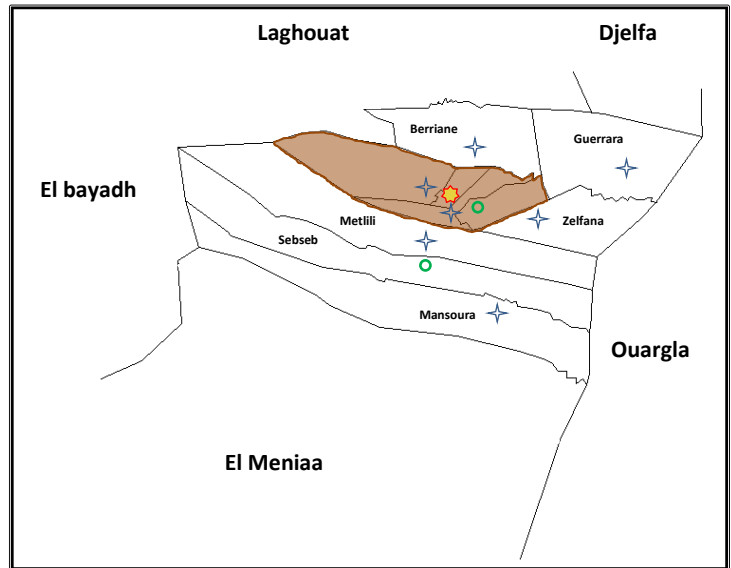 Laghouat
Djelfa
Berriane
Guerrara
El bayadh
Metlili
Zelfana
Sebseb
Mansoura
Ouargla
El Meniaa